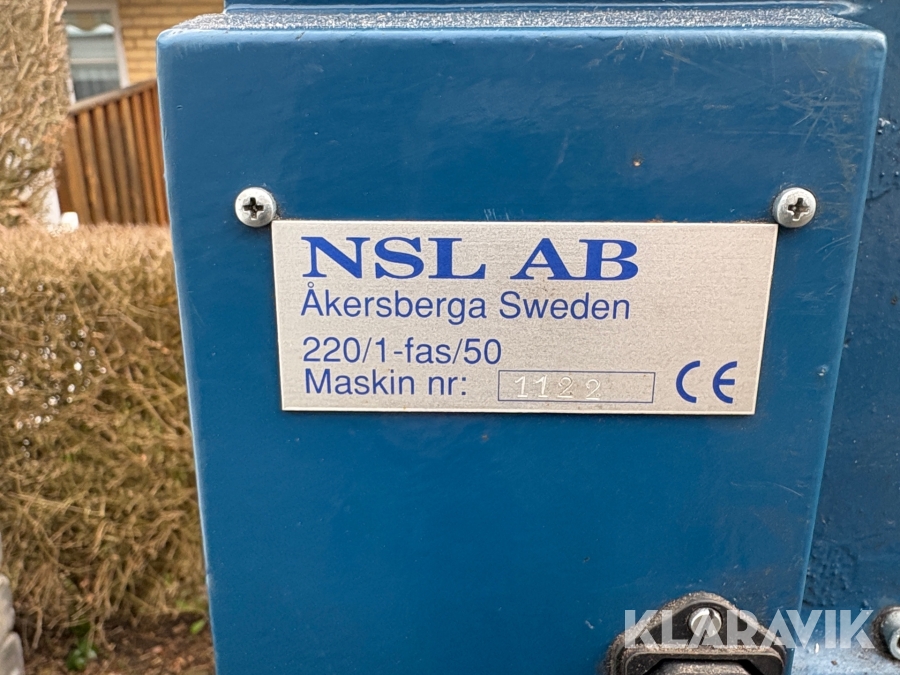 NSL AB
Åkersberga Sweden
220/1-fas/50
Maskin nr: 1122
CE
KLARAVIK